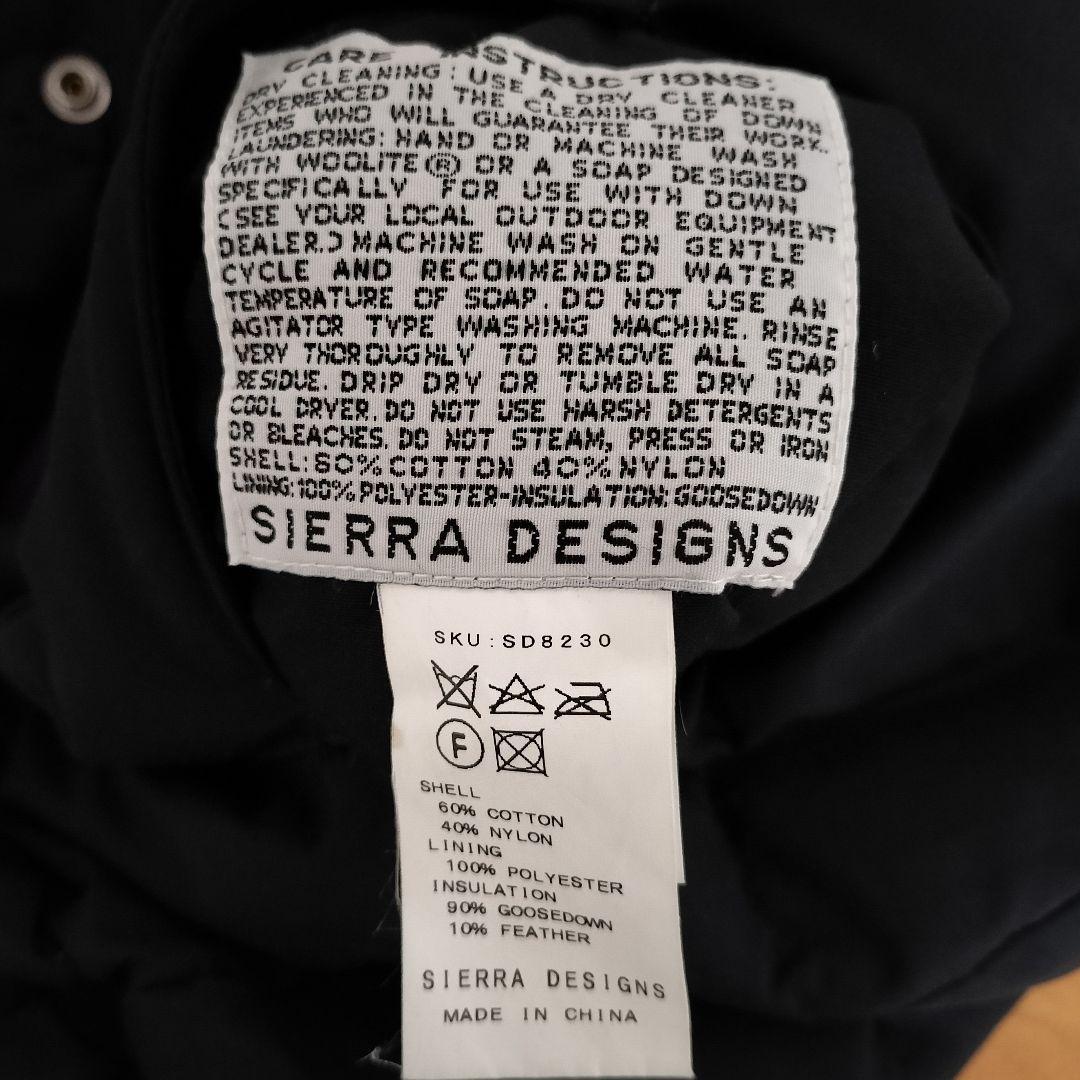 CARE INSTRUCTIONS:
DRY CLEANING: USE A DRY CLEANER
EXPERIENCED IN THE CLEANING OF DOWN
ITEMS WHO WILL GUARANTEE THEIR WORK.
LAUNDERING: HAND OR MACHINE WASH
WITH WOOLITE® OR A SOAP DESIGNED
SPECIFICALLY FOR USE WITH DOWN
(SEE YOUR LOCAL OUTDOOR EQUIPMENT
DEALER.) MACHINE WASH ON GENTLE
CYCLE AND RECOMMENDED WATER
TEMPERATURE OF SOAP. DO NOT USE AN
AGITATOR TYPE WASHING MACHINE. RINSE
VERY THOROUGHLY TO REMOVE ALL SOAP
RESIDUE. DRIP DRY OR TUMBLE DRY IN A
COOL DRYER. DO NOT USE HARSH DETERGENTS
OR BLEACHES. DO NOT STEAM, PRESS OR IRON
SHELL: 60% COTTON 40% NYLON
LINING: 100% POLYESTER-INSULATION: GOOSEDOWN
SIERRA DESIGNS
SKU: SD8230
F
SHELL
60% COTTON
40% NYLON
LINING
100% POLYESTER
INSULATION
90% GOOSEDOWN
10% FEATHER
SIERRA DESIGNS
MADE IN CHINA